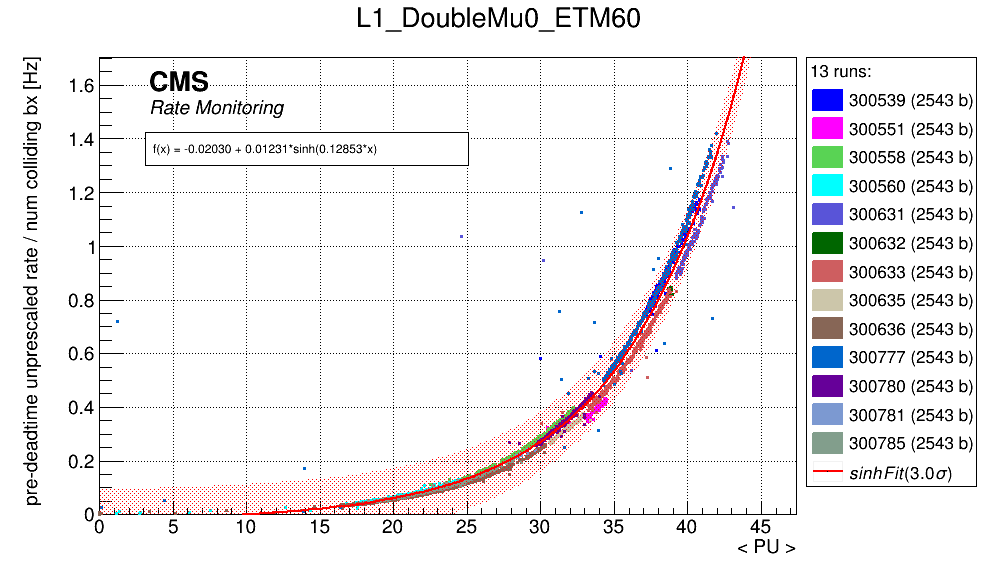 L1_DoubleMu0_ETM60
pre-deadtime unprescaled rate / num colliding bx [Hz]
CMS
Rate Monitoring
f(x) = -0.02030 + 0.01231*sinh(0.12853*x)
1.6
1.4
1.2
1
0.8
0.6
0.4
0.2
0
0 5 10 15 20 25 30 35 40 45
< PU >
13 runs:
300539 (2543 b)
300551 (2543 b)
300558 (2543 b)
300560 (2543 b)
300631 (2543 b)
300632 (2543 b)
300633 (2543 b)
300635 (2543 b)
300636 (2543 b)
300777 (2543 b)
300780 (2543 b)
300781 (2543 b)
300785 (2543 b)
sinhFit(3.0σ)